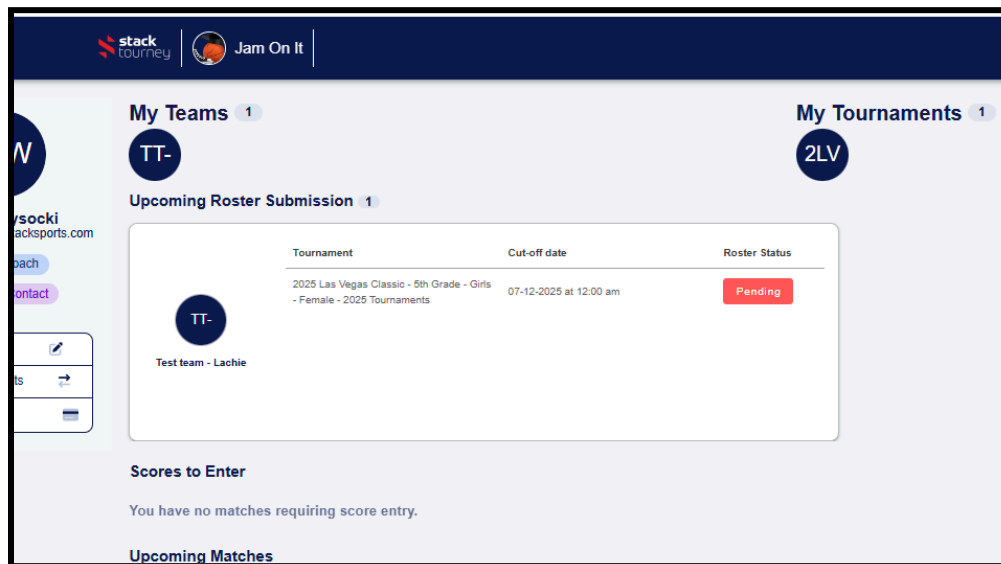 stack
tourney
Jam On It
My Teams 1
My Tournaments 1
W
TT-
2LV
ysocki
acksports.com
oach
ontact
ts
Upcoming Roster Submission 1
Tournament Cut-off date Roster Status
2025 Las Vegas Classic - 5th Grade - Girls
- Female - 2025 Tournaments
07-12-2025 at 12:00 am
Pending
TT-
Test team - Lachie
Scores to Enter
You have no matches requiring score entry.
Upcoming Matches